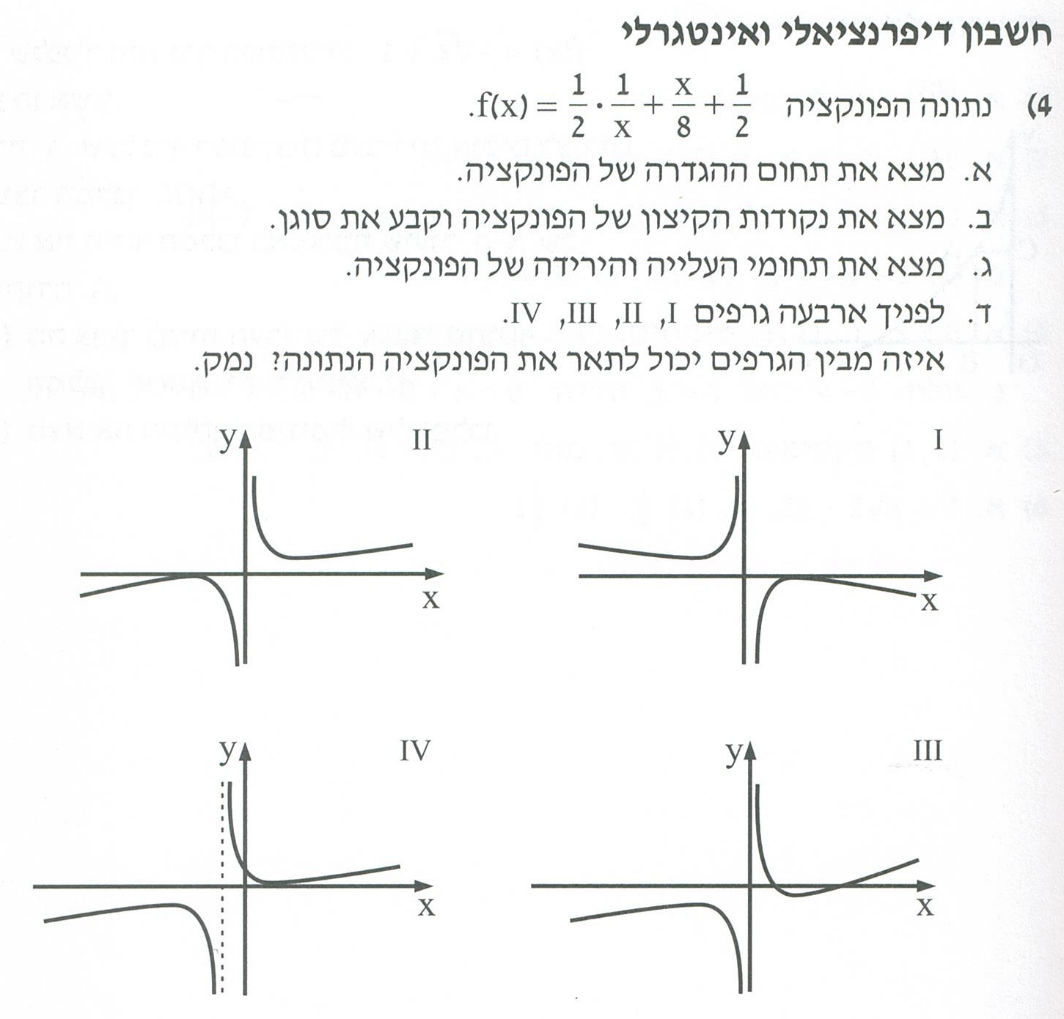 חשבון דיפרנציאלי ואינטגרלי
4) נתונה הפונקציה f(x) = 1/2 · 1/x + x/8 + 1/2.
א. מצא את תחום ההגדרה של הפונקציה.
ב. מצא את נקודות הקיצון של הפונקציה וקבע את סוגן.
ג. מצא את תחומי העלייה והירידה של הפונקציה.
ד. לפניך ארבעה גרפים I, II, III, IV.
איזה מבין הגרפים יכול לתאר את הפונקציה הנתונה? נמק.
I
y
x
II
y
x
III
y
x
IV
y
x